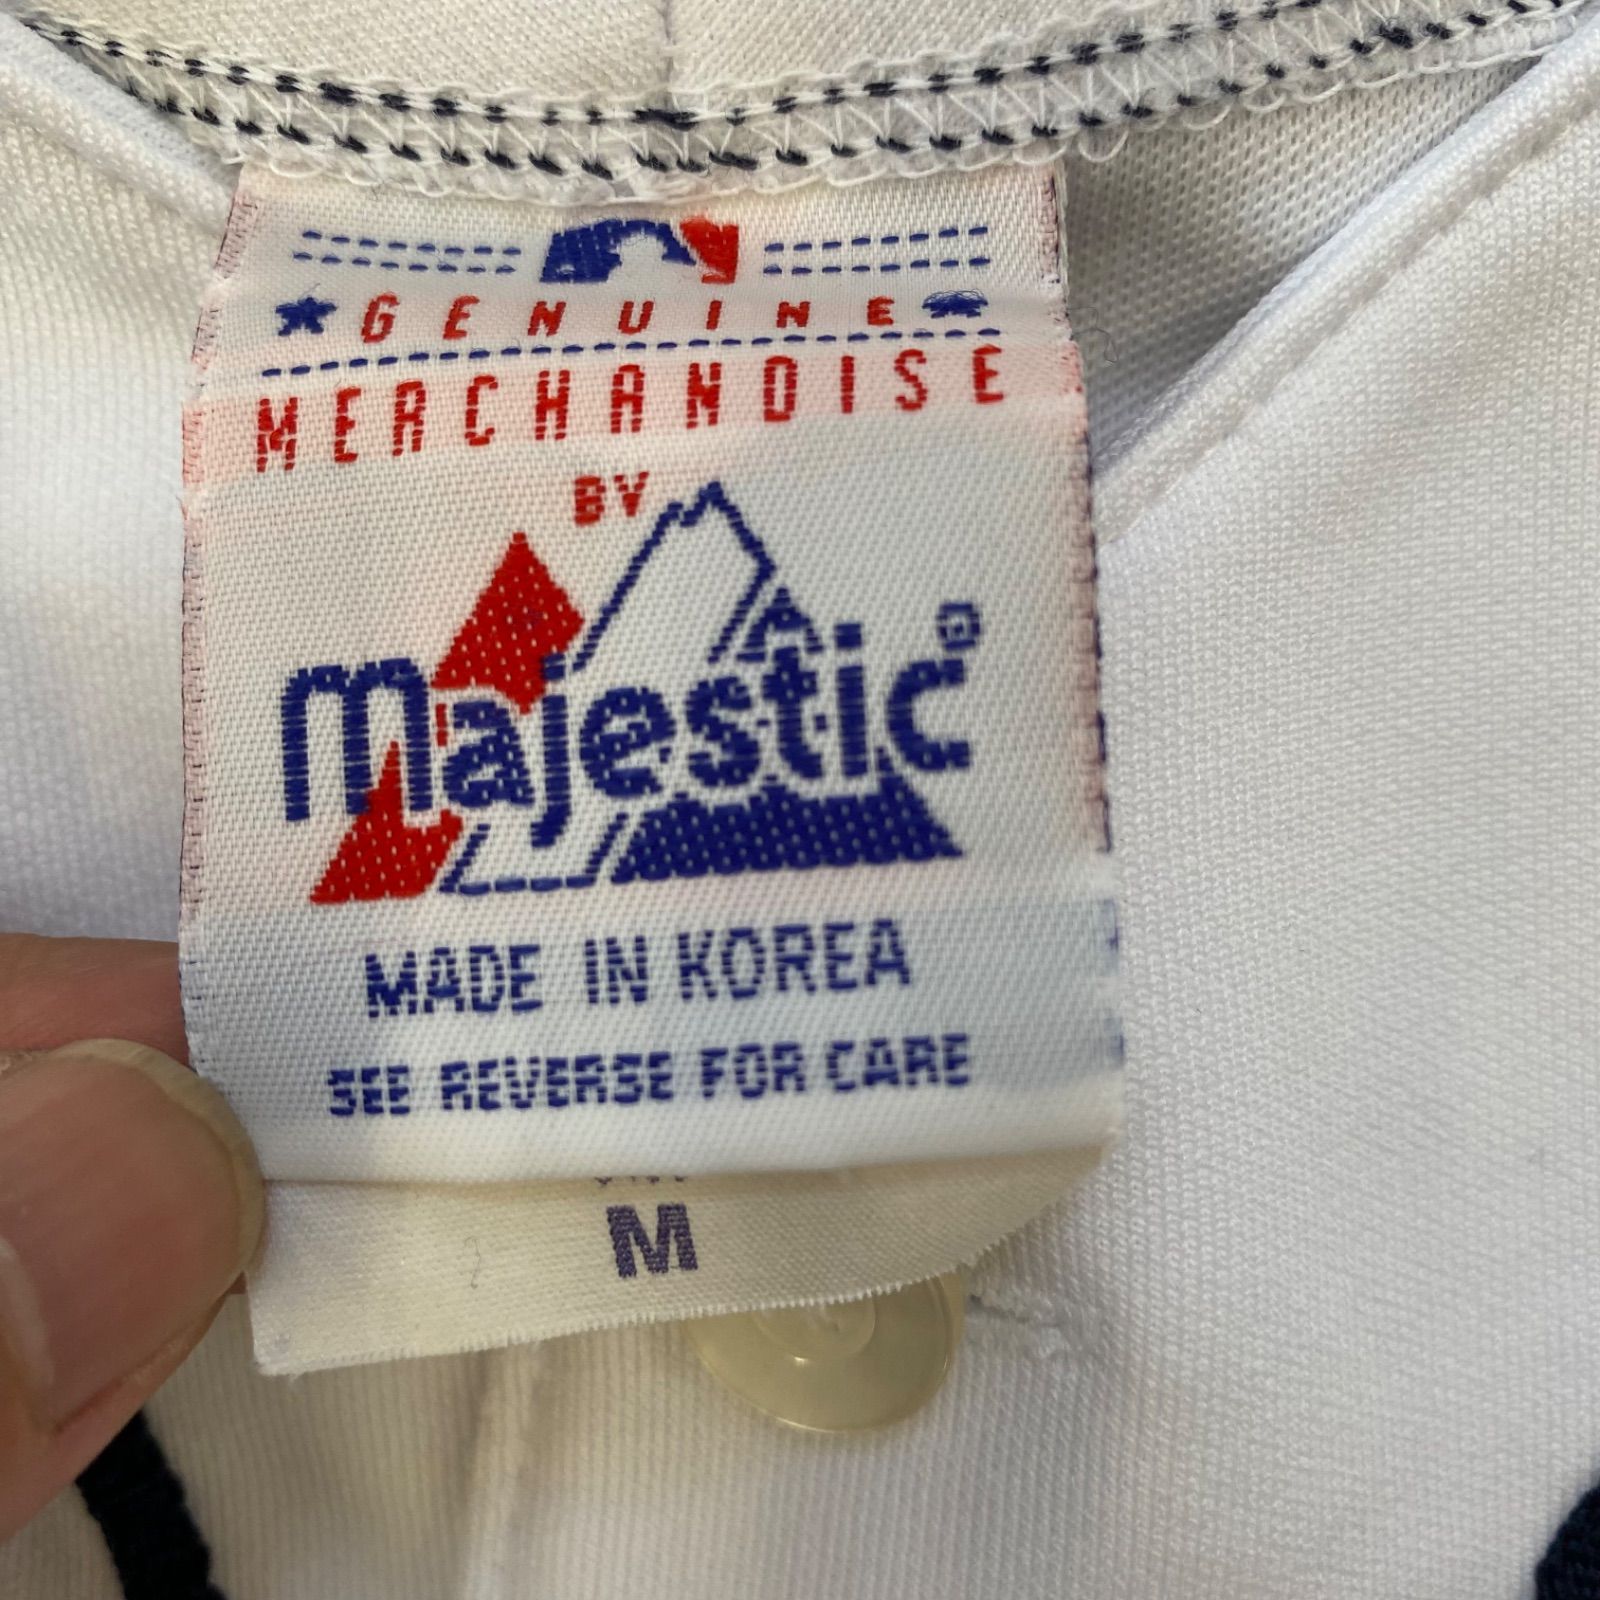 GENUINE
MERCHANDISE
BY
majestic®
MADE IN KOREA
SEE REVERSE FOR CARE
M